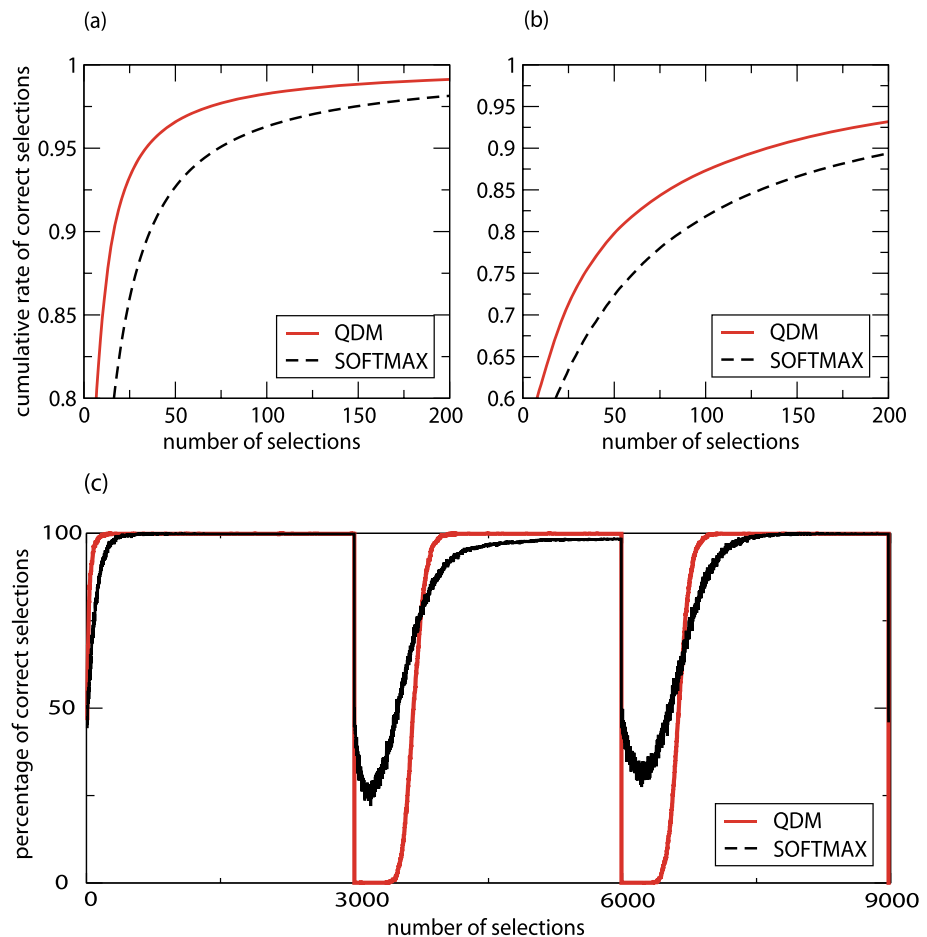 (a)
(b)
cumulative rate of correct selections
1
0.95
0.9
0.85
0.8
0
50
100
150
200
number of selections
QDM
SOFTMAX
1
0.95
0.9
0.85
0.8
0.75
0.7
0.65
0.6
0
50
100
150
200
number of selections
QDM
SOFTMAX
(c)
percentage of correct selections
100
50
0
0
3000
6000
9000
number of selections
QDM
SOFTMAX